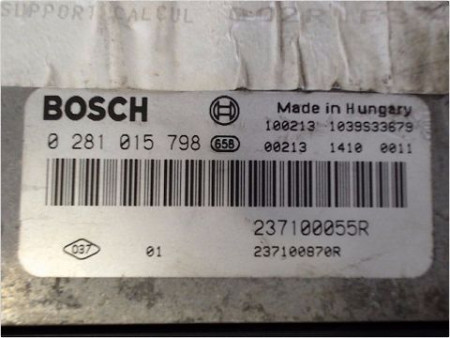 SUPPORT CALCUL
BOSCH
Made in Hungary
100213 1039S33679
0 281 015 798 658
00213 1410 0011
237100055R
037 01 237100870R